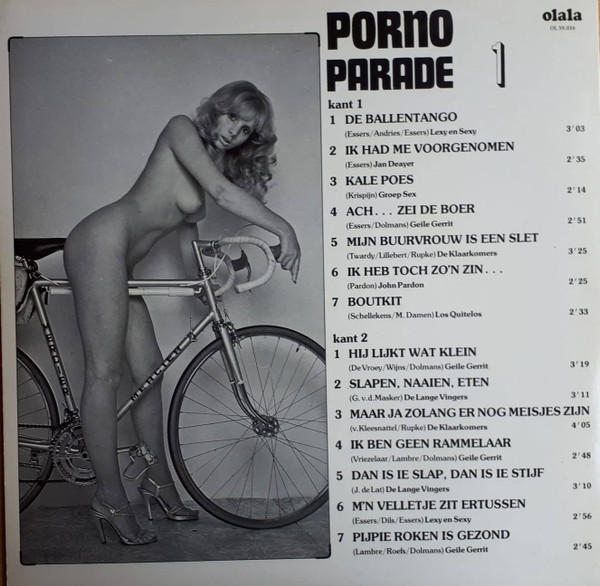 PORNO
PARADE 1
olala
OL 59.016
kant 1
1 DE BALLENTANGO
(Essers/Andries/Essers) Lexy en Sexy 3'03
2 IK HAD ME VOORGENOMEN
(Essers) Jan Deayer 2'35
3 KALE POES
(Krispijn) Groep Sex 2'14
4 ACH... ZEI DE BOER
(Essers/Dolmans) Geile Gerrit 2'51
5 MIJN BUURVROUW IS EEN SLET
(Twardy/Lillebert/Rupke) De Klaarkomers 3'25
6 IK HEB TOCH ZO'N ZIN...
(Pardon) John Pardon 2'25
7 BOUTKIT
(Schellekens/M. Damen) Los Quitelos 2'33
kant 2
1 HIJ LIJKT WAT KLEIN
(De Vroey/Wijns/Dolmans) Geile Gerrit 3'19
2 SLAPEN, NAAIEN, ETEN
(G. v.d. Masker) De Lange Vingers 3'11
3 MAAR JA ZOLANG ER NOG MEISJES ZIJN
(v. Kleesnattel/Rupke) De Klaarkomers 4'05
4 IK BEN GEEN RAMMELAAR
(Vriezelaar/Lambre/Dolmans) Geile Gerrit 2'48
5 DAN IS IE SLAP, DAN IS IE STIJF
(J. de Lat) De Lange Vingers 3'10
6 M'N VELLETJE ZIT ERTUSSEN
(Essers/Dils/Essers) Lexy en Sexy 2'56
7 PIJPIE ROKEN IS GEZOND
(Lambre/Roefs/Dolmans) Geile Gerrit 2'45
MERCIER